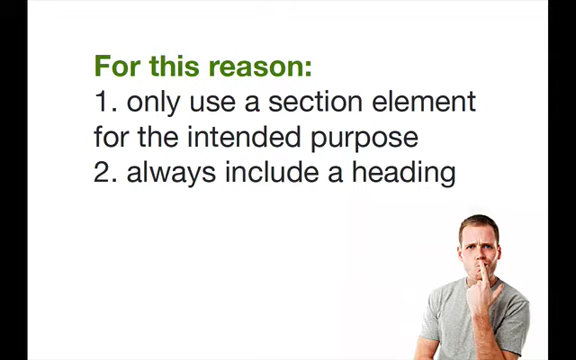 For this reason:
1. only use a section element
for the intended purpose
2. always include a heading